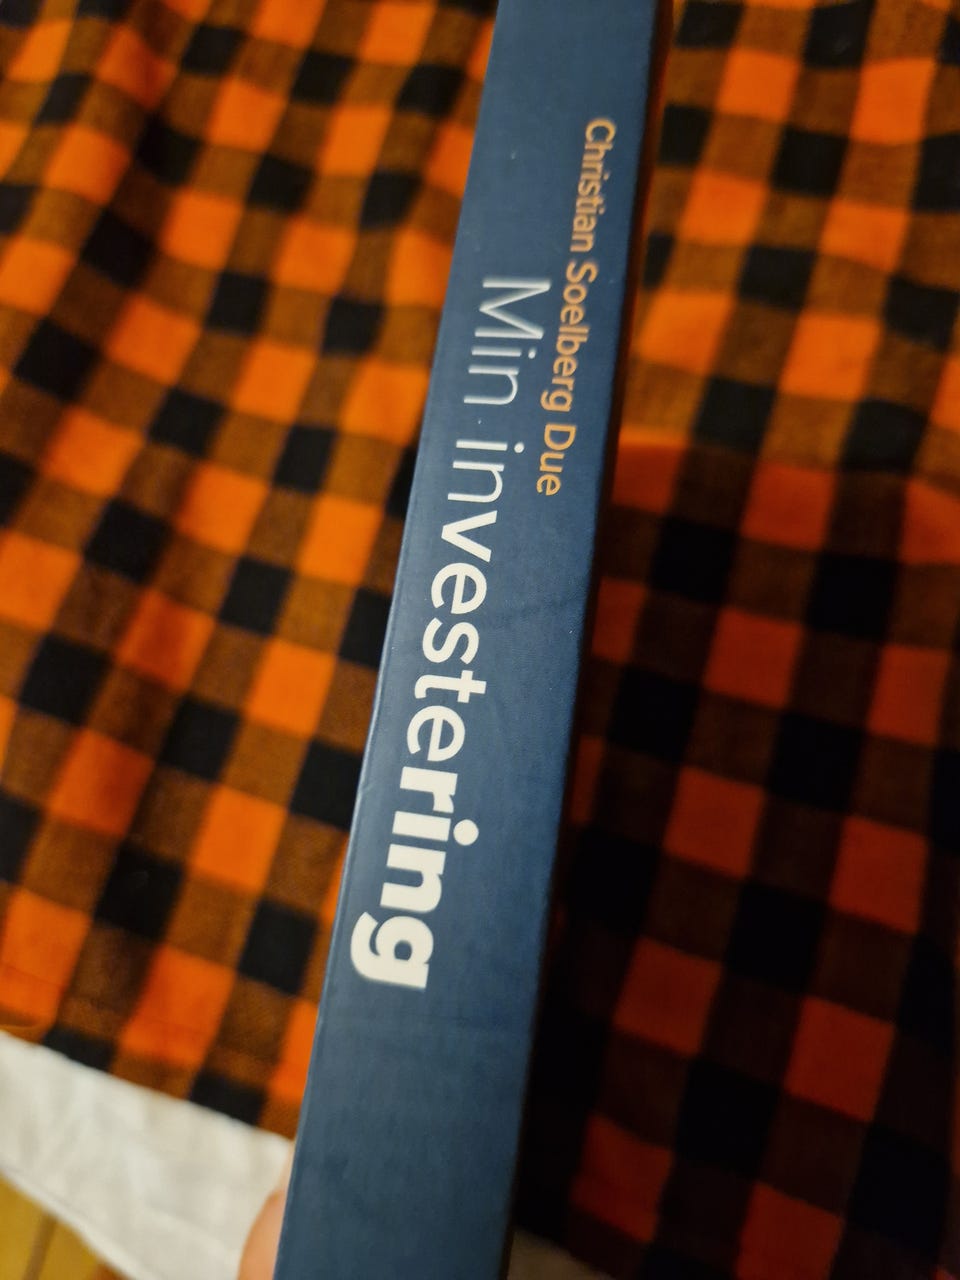 Christian Soelberg Due
Min investering